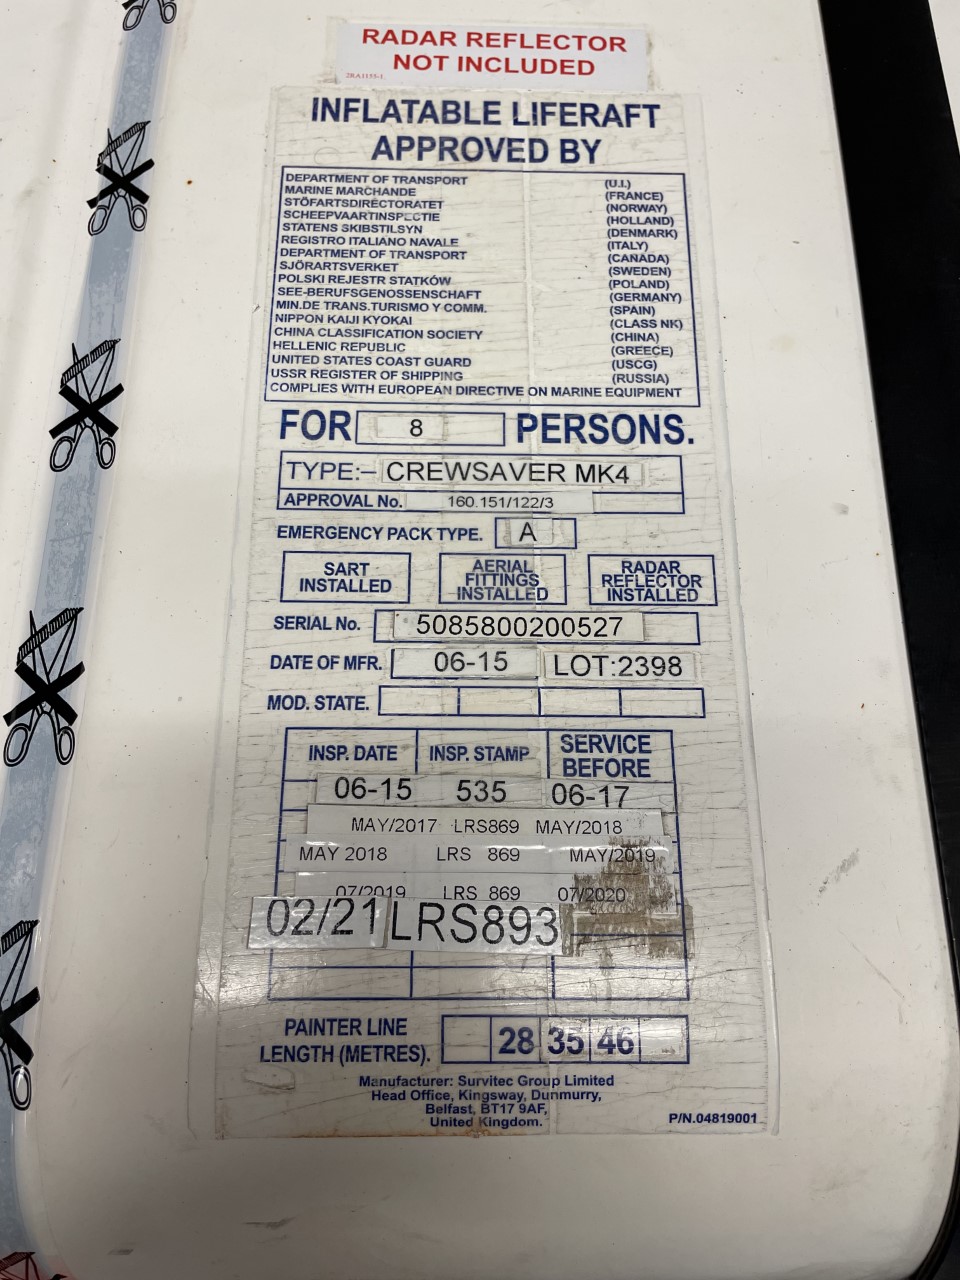 RADAR REFLECTOR
NOT INCLUDED
2RA1155-1.
INFLATABLE LIFERAFT
APPROVED BY
DEPARTMENT OF TRANSPORT (U.I.)
MARINE MARCHANDE (FRANCE)
STÖFARTSDIRECTORATET (NORWAY)
SCHEEPVAARTINSPECTIE (HOLLAND)
STATENS SKIBSTILSYN (DENMARK)
REGISTRO ITALIANO NAVALE (ITALY)
DEPARTMENT OF TRANSPORT (CANADA)
SJÖRARTSVERKET (SWEDEN)
POLSKI REJESTR STATKÓW (POLAND)
SEE-BERUFSGENOSSENSCHAFT (GERMANY)
MIN.DE TRANS.TURISMO Y COMM. (SPAIN)
NIPPON KAIJI KYOKAI (CLASS NK)
CHINA CLASSIFICATION SOCIETY (CHINA)
HELLENIC REPUBLIC (GREECE)
UNITED STATES COAST GUARD (USCG)
USSR REGISTER OF SHIPPING (RUSSIA)
COMPLIES WITH EUROPEAN DIRECTIVE ON MARINE EQUIPMENT
FOR 8 PERSONS.
TYPE:- CREWSAVER MK4
APPROVAL No. 160.151/122/3
EMERGENCY PACK TYPE. A
SART INSTALLED
AERIAL FITTINGS INSTALLED
RADAR REFLECTOR INSTALLED
SERIAL No. 5085800200527
DATE OF MFR. 06-15 LOT:2398
MOD. STATE.
INSP. DATE INSP. STAMP SERVICE BEFORE
06-15 535 06-17
MAY/2017 LRS869 MAY/2018
MAY 2018 LRS 869 MAY/2019
07/2019 LRS 869 07/2020
02/21 LRS893
PAINTER LINE
LENGTH (METRES). 28 35 46
Manufacturer: Survitec Group Limited
Head Office, Kingsway, Dunmurry,
Belfast, BT17 9AF,
United Kingdom.
P/N.04819001